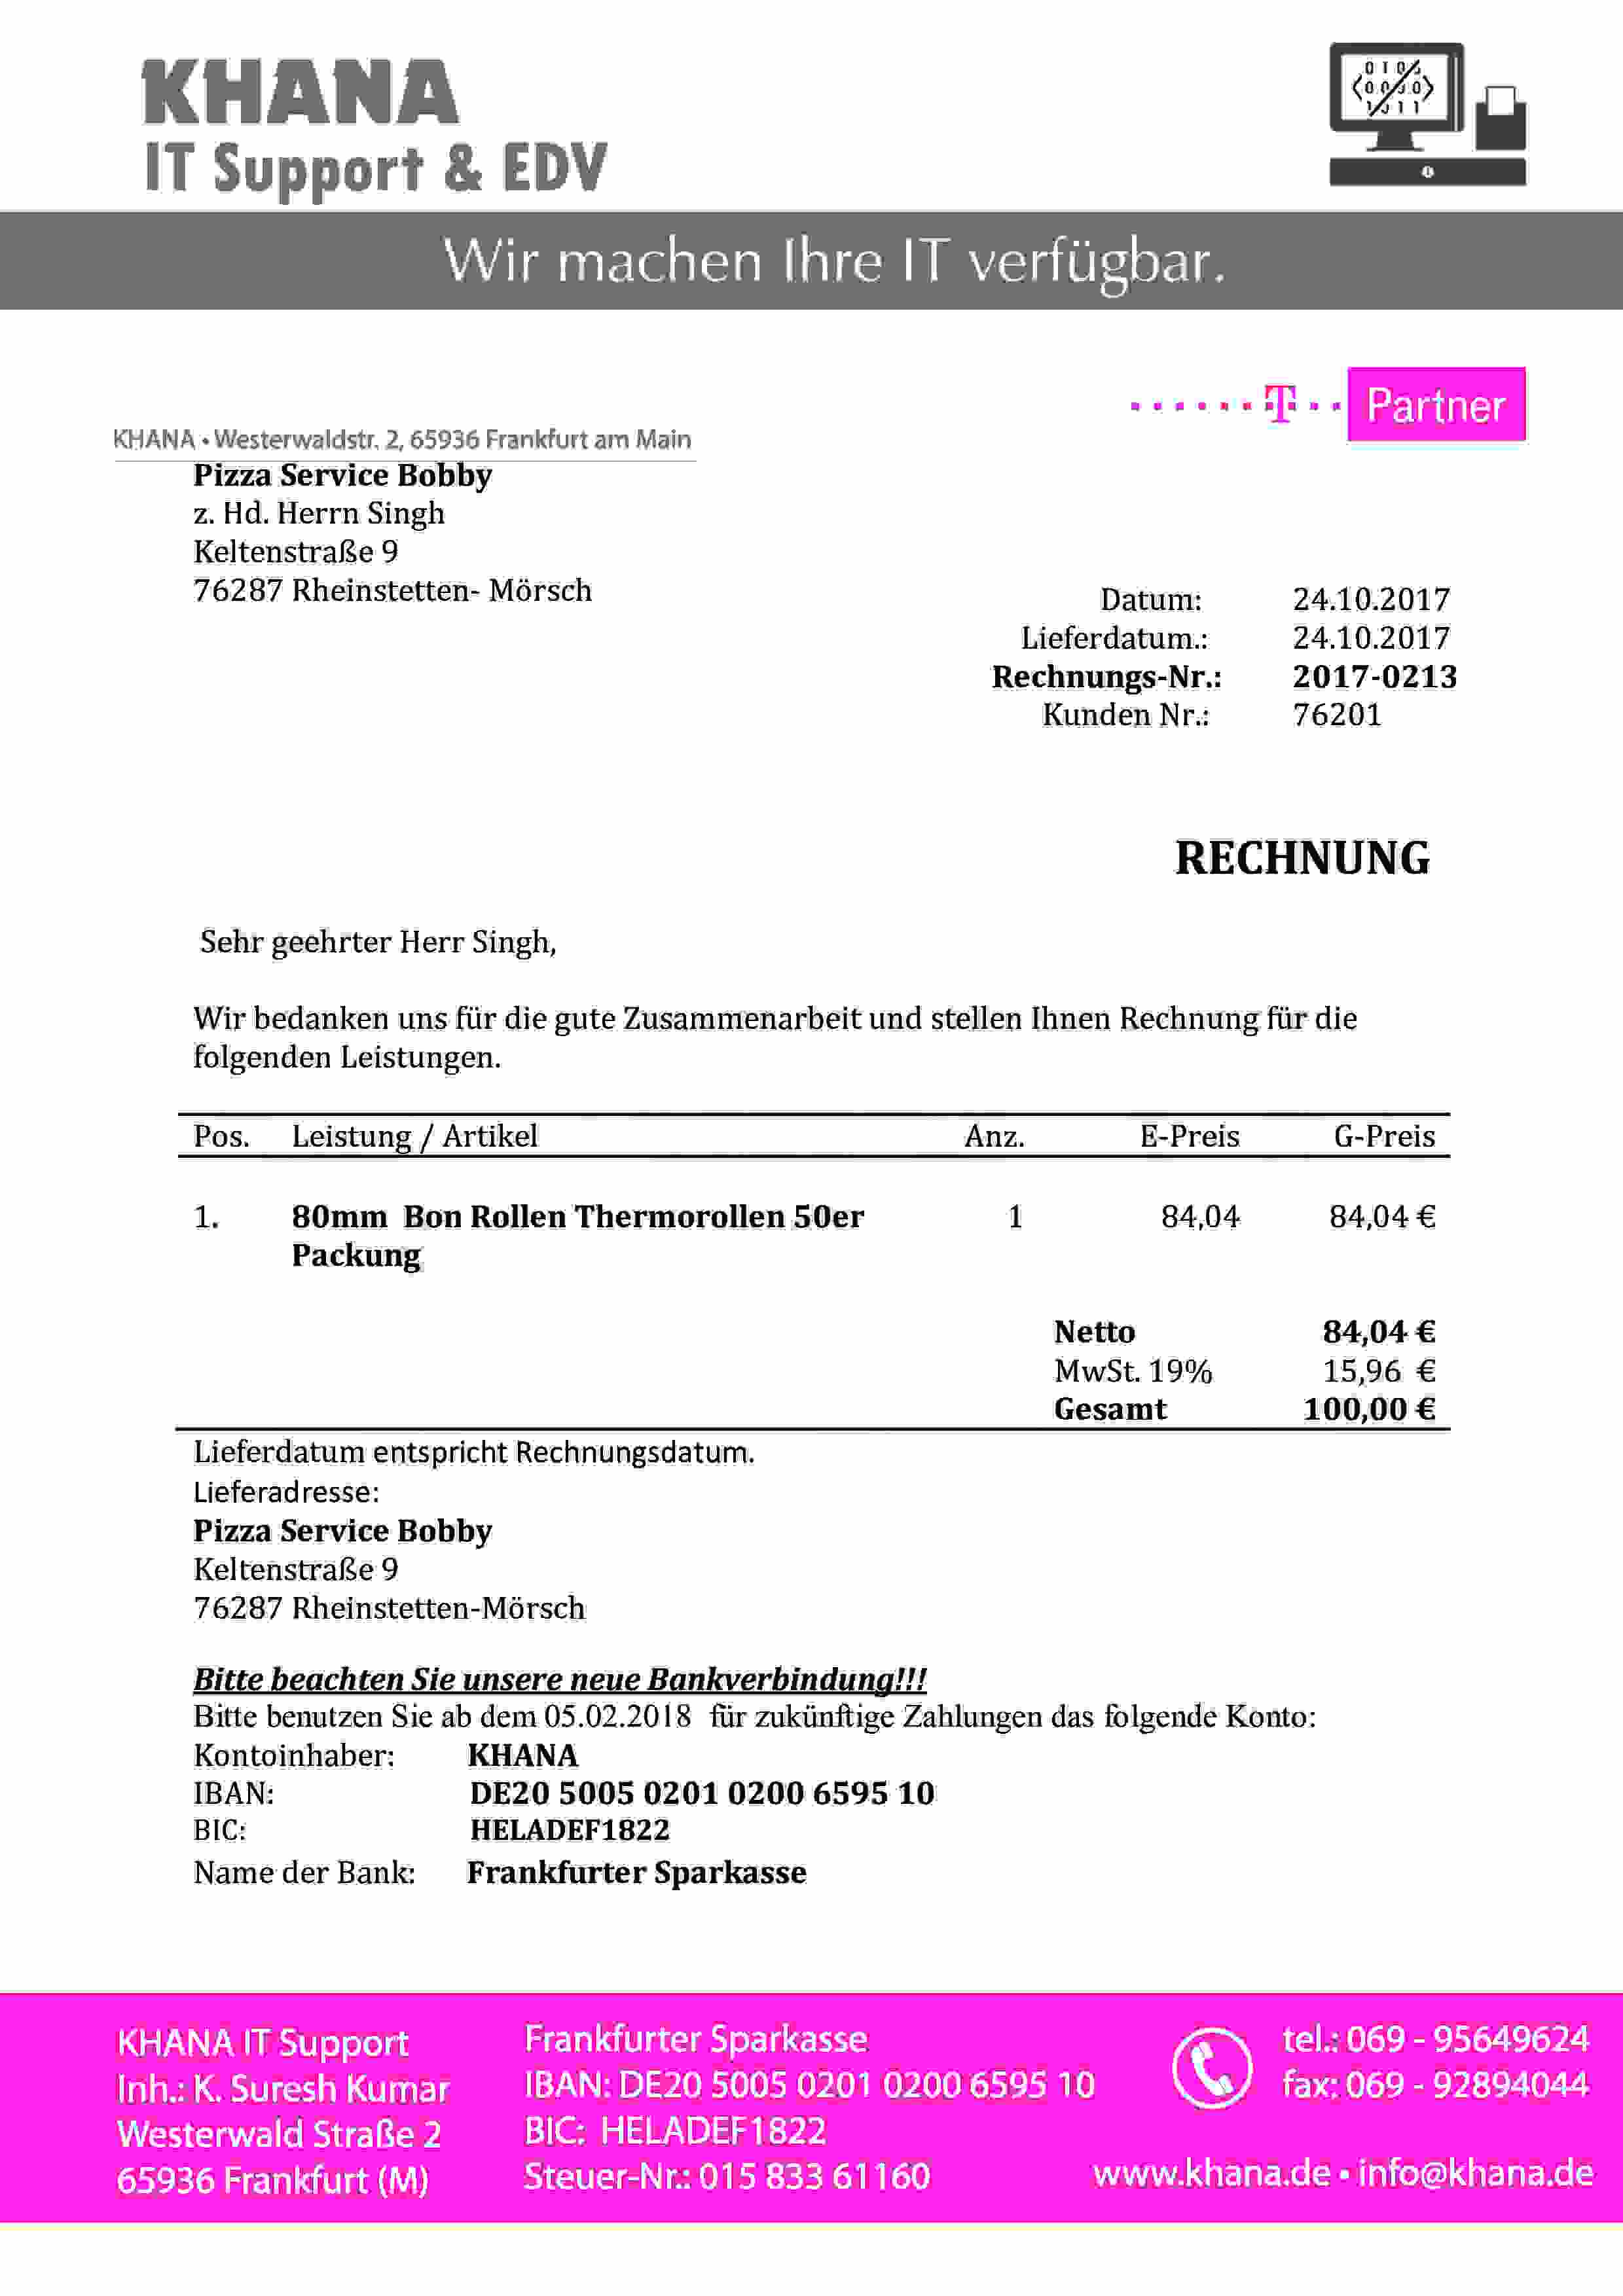 KHANA
IT Support & EDV
Wir machen Ihre IT verfügbar.
T Partner
KHANA • Westerwaldstr. 2, 65936 Frankfurt am Main
Pizza Service Bobby
z. Hd. Herrn Singh
Keltenstraße 9
76287 Rheinstetten- Mörsch
Datum: 24.10.2017
Lieferdatum.: 24.10.2017
Rechnungs-Nr.: 2017-0213
Kunden Nr.: 76201
RECHNUNG
Sehr geehrter Herr Singh,
Wir bedanken uns für die gute Zusammenarbeit und stellen Ihnen Rechnung für die
folgenden Leistungen.
Pos. Leistung / Artikel Anz. E-Preis G-Preis
1. 80mm Bon Rollen Thermorollen 50er 1 84,04 84,04 €
Packung
Netto 84,04 €
MwSt. 19% 15,96 €
Gesamt 100,00 €
Lieferdatum entspricht Rechnungsdatum.
Lieferadresse:
Pizza Service Bobby
Keltenstraße 9
76287 Rheinstetten-Mörsch
Bitte beachten Sie unsere neue Bankverbindung!!!
Bitte benutzen Sie ab dem 05.02.2018 für zukünftige Zahlungen das folgende Konto:
Kontoinhaber: KHANA
IBAN: DE20 5005 0201 0200 6595 10
BIC: HELADEF1822
Name der Bank: Frankfurter Sparkasse
KHANA IT Support
Inh.: K. Suresh Kumar
Westerwald Straße 2
65936 Frankfurt (M)
Frankfurter Sparkasse
IBAN: DE20 5005 0201 0200 6595 10
BIC: HELADEF1822
Steuer-Nr.: 015 833 61160
tel.: 069 - 95649624
fax: 069 - 92894044
www.khana.de • info@khana.de